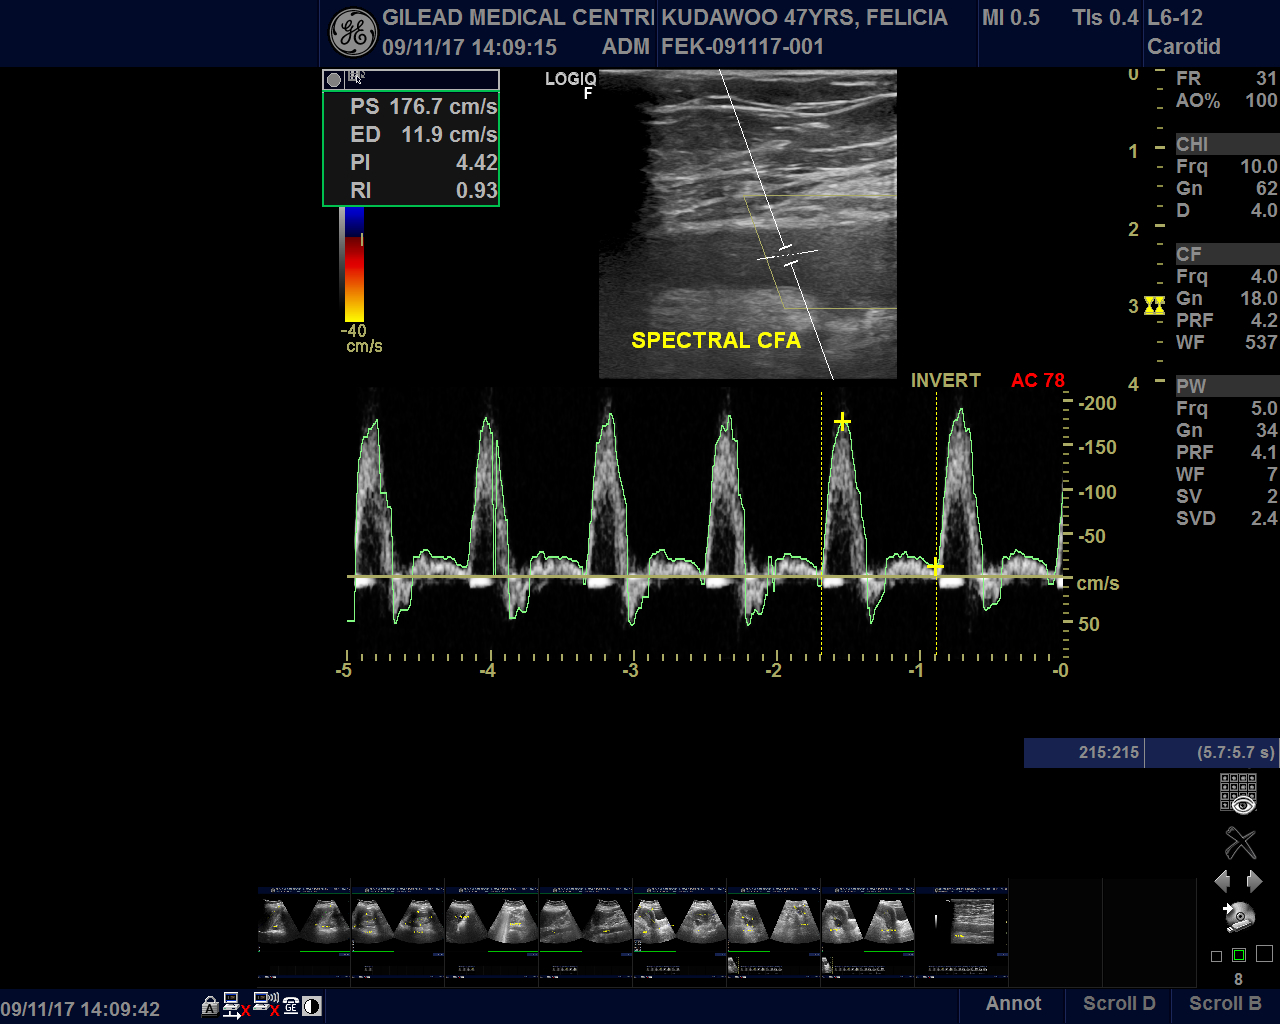 GILEAD MEDICAL CENTRI KUDAWOO 47YRS, FELICIA MI 0.5 TIs 0.4 L6-12
09/11/17 14:09:15 ADM FEK-091117-001 Carotid
PS 176.7 cm/s
ED 11.9 cm/s
PI 4.42
RI 0.93
-40
cm/s
LOGIQ
F
SPECTRAL CFA
0
1
2
3
4
FR 31
AO% 100
CHI
Frq 10.0
Gn 62
D 4.0
CF
Frq 4.0
Gn 18.0
PRF 4.2
WF 537
PW
Frq 5.0
Gn 34
PRF 4.1
WF 7
SV 2
SVD 2.4
INVERT AC 78
-200
-150
-100
-50
cm/s
50
-5 -4 -3 -2 -1 -0
215:215 (5.7:5.7 s)
8
09/11/17 14:09:42 Annot Scroll D Scroll B